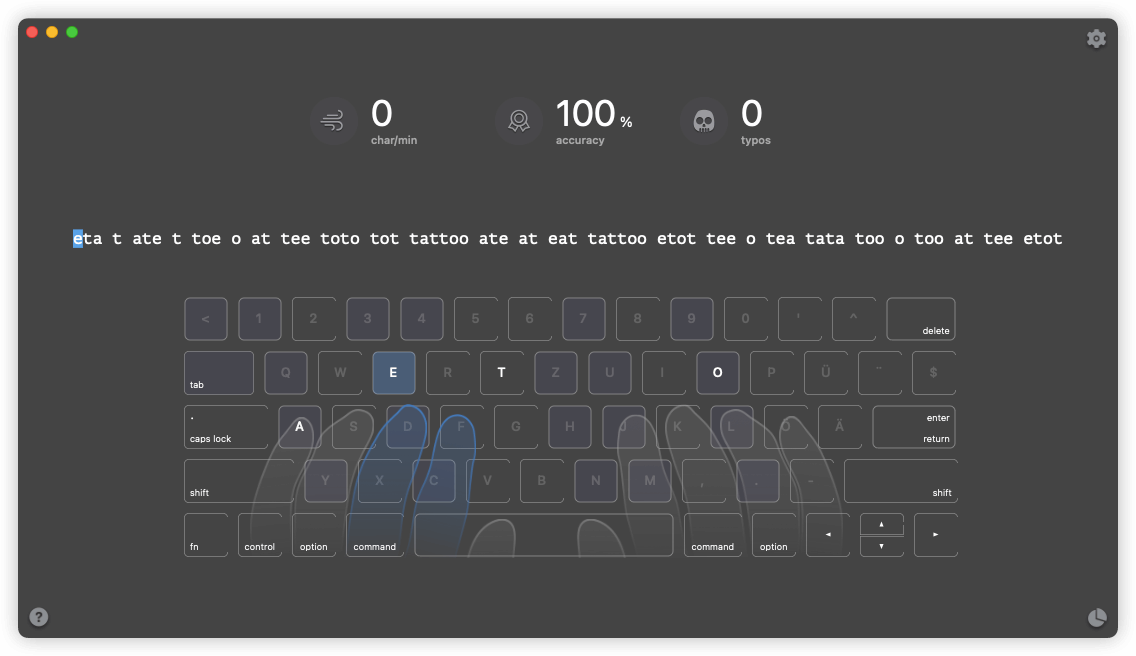 0 100 % 0
char/min accuracy typos
eta t ate t toe o at tee toto tot tattoo ate at eat tattoo etot tee o tea tata too o too at tee etot
< 1 2 3 4 5 6 7 8 9 0 ' ^ delete
tab Q W E R T Z U I O P Ü ¨ $
caps lock A S D F G H J K L Ö Ä enter return
shift Y X C V B N M , . - shift
fn control option command command option ◄ ▲ ▼ ►
?